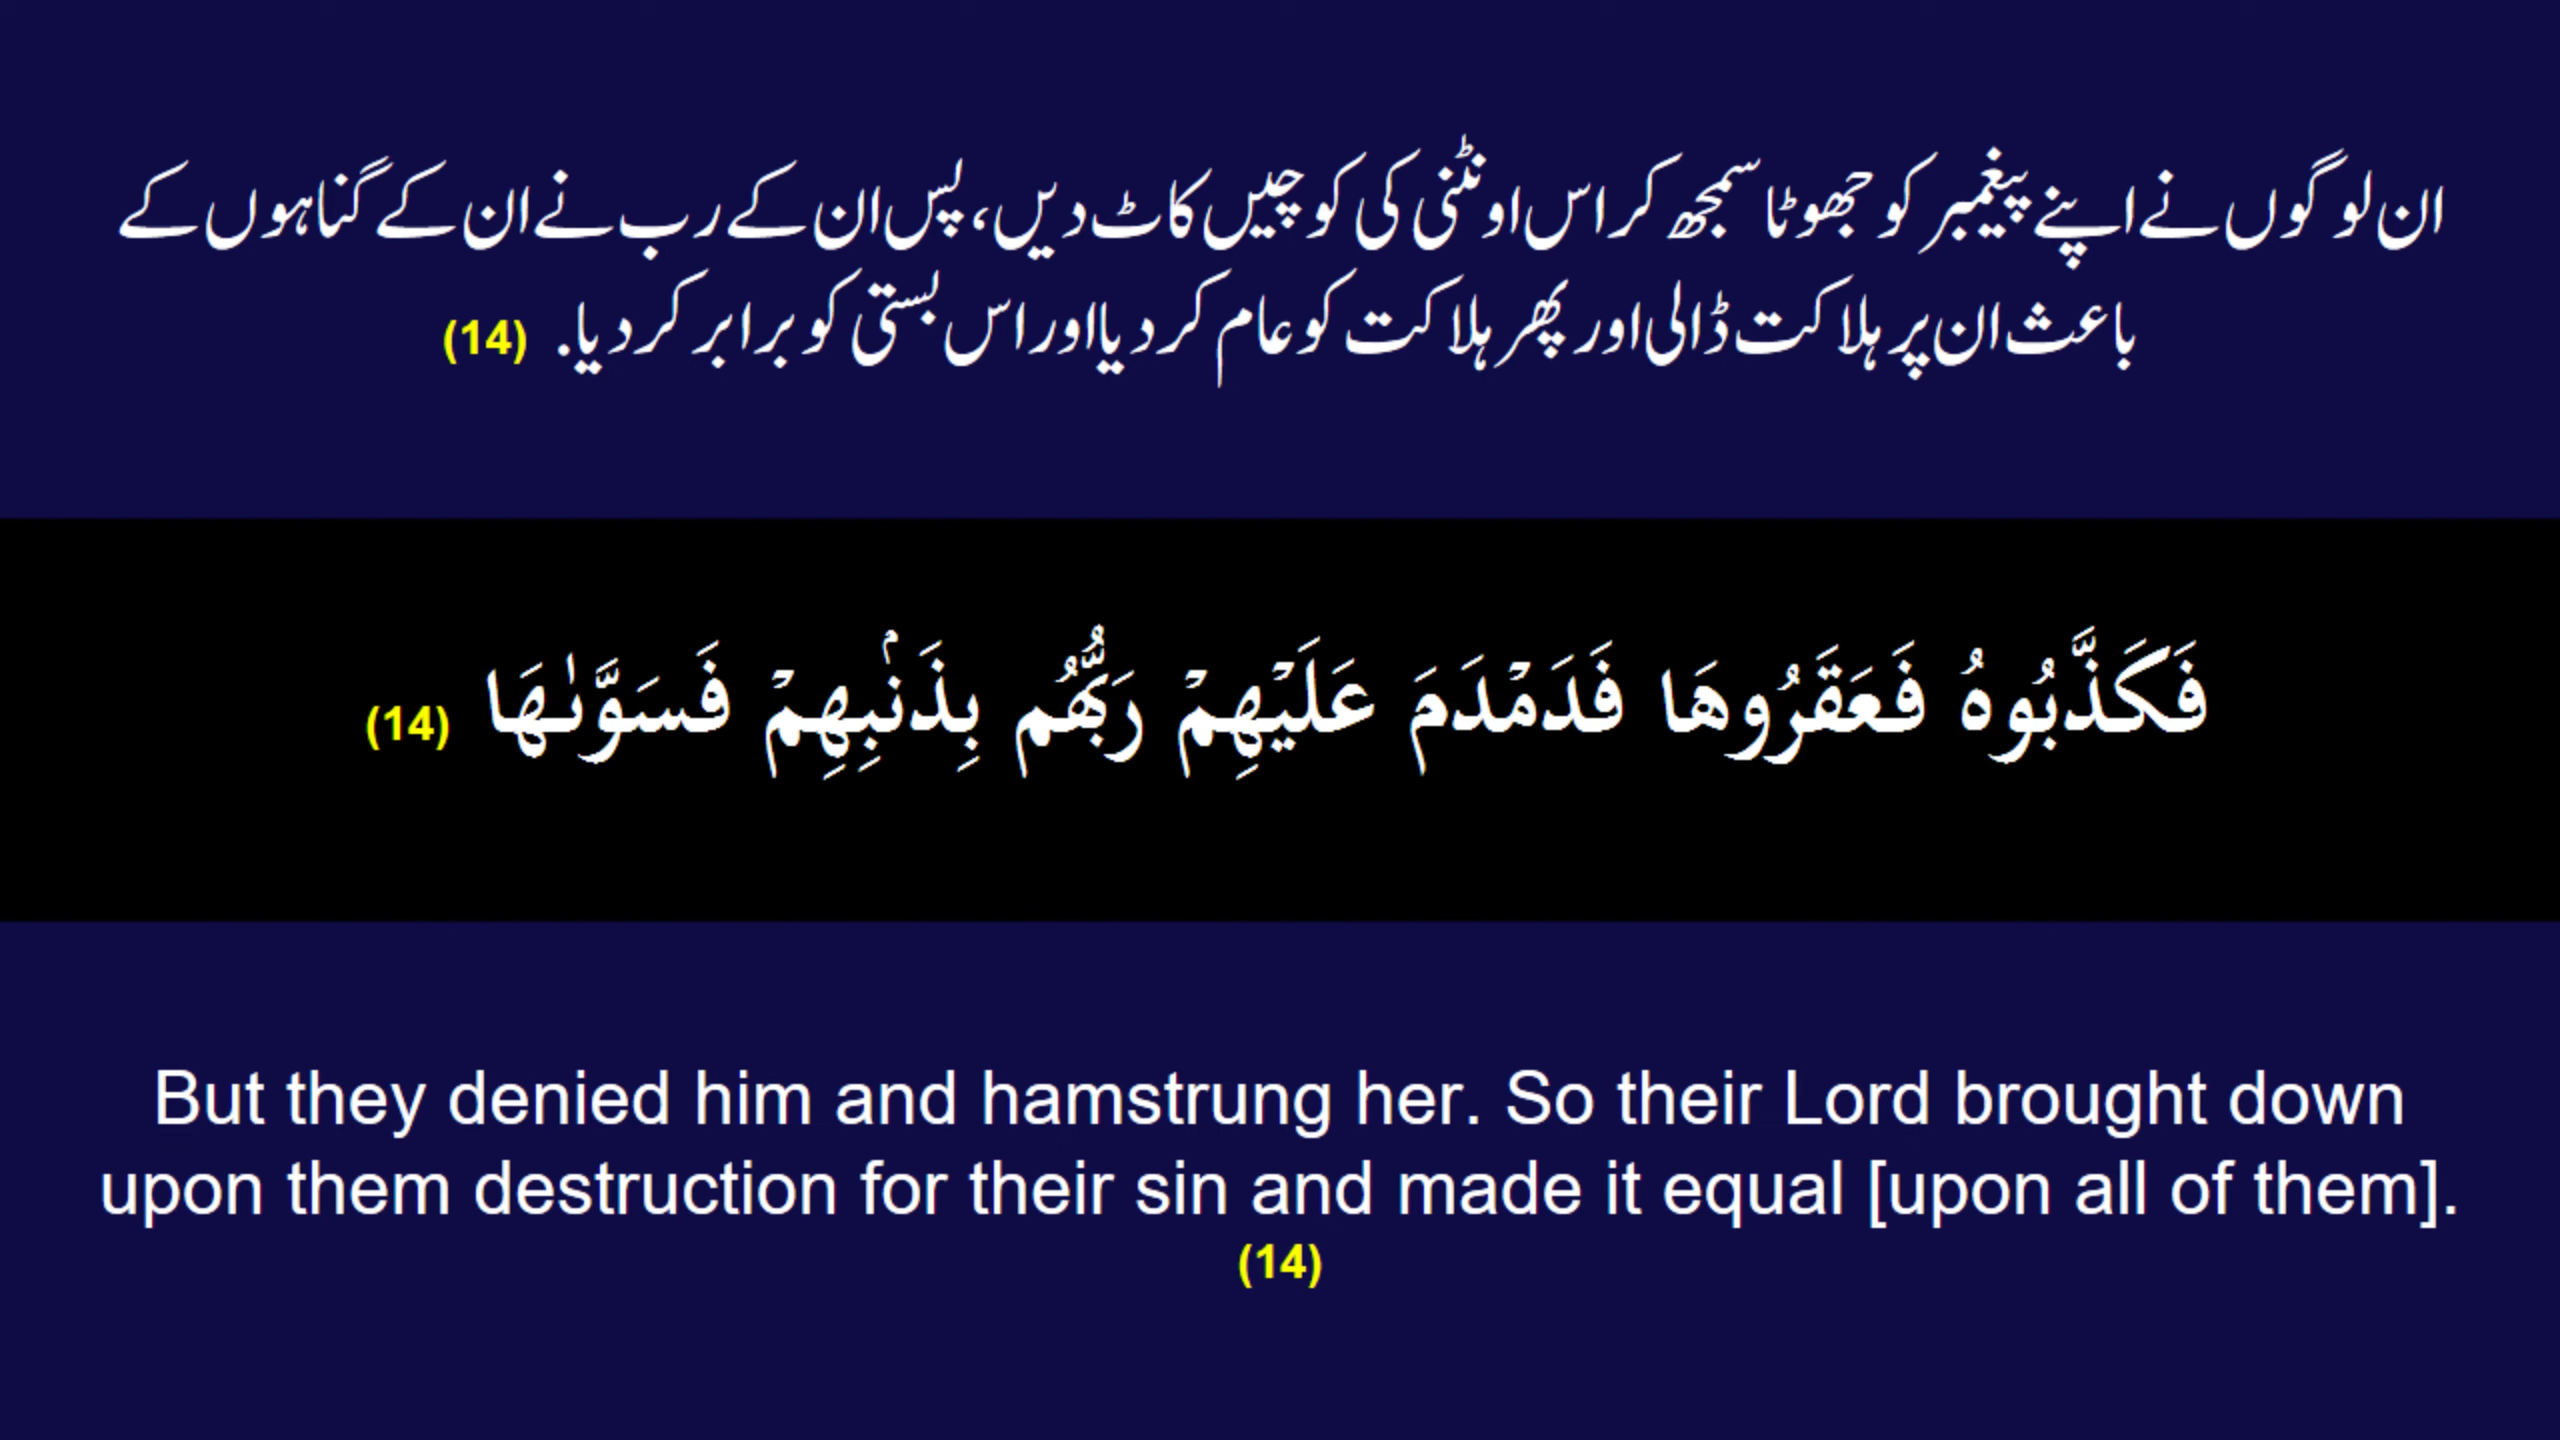 ان لوگوں نے اپنے پیغمبر کو جھوٹا سمجھ کر اس اونٹنی کی کوچیں کاٹ دیں، پس ان کے رب نے ان کے گناہوں کے
باعث ان پر ہلاکت ڈالی اور پھر ہلاکت کو عام کر دیا اور اس بستی کو برابر کردیا. (14)
فَكَذَّبُوهُ فَعَقَرُوهَا فَدَمۡدَمَ عَلَيۡهِمۡ رَبُّهُم بِذَنۢبِهِمۡ فَسَوَّىٰهَا (14)
But they denied him and hamstrung her. So their Lord brought down
upon them destruction for their sin and made it equal [upon all of them].
(14)